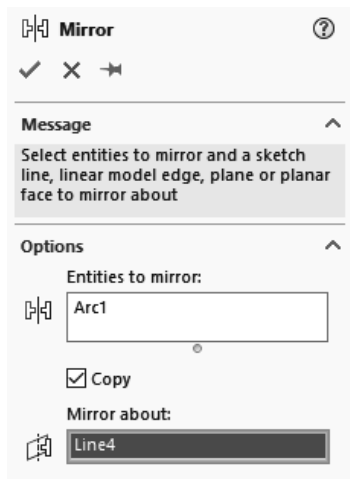 Mirror
Message
Select entities to mirror and a sketch
line, linear model edge, plane or planar
face to mirror about
Options
Entities to mirror:
Arc1
Copy
Mirror about:
Line4